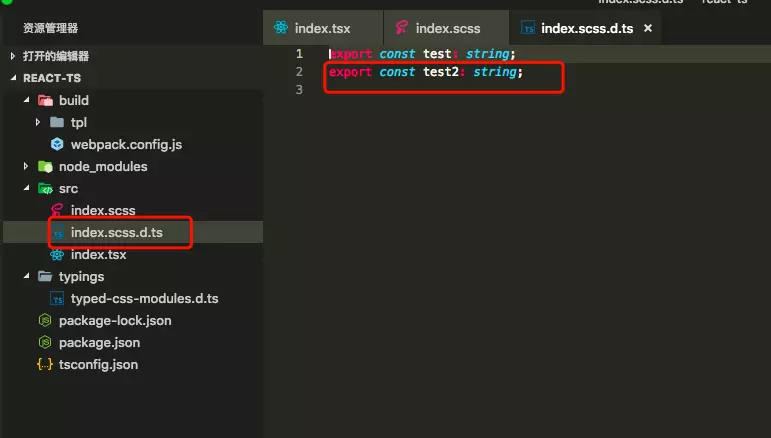 index.scss.d.ts — react-ts
资源管理器
index.tsx
index.scss
TS index.scss.d.ts ×
打开的编辑器
REACT-TS
build
tpl
webpack.config.js
node_modules
src
index.scss
TS index.scss.d.ts
index.tsx
typings
TS typed-css-modules.d.ts
package-lock.json
package.json
{..} tsconfig.json
1 export const test: string;
2 export const test2: string;
3